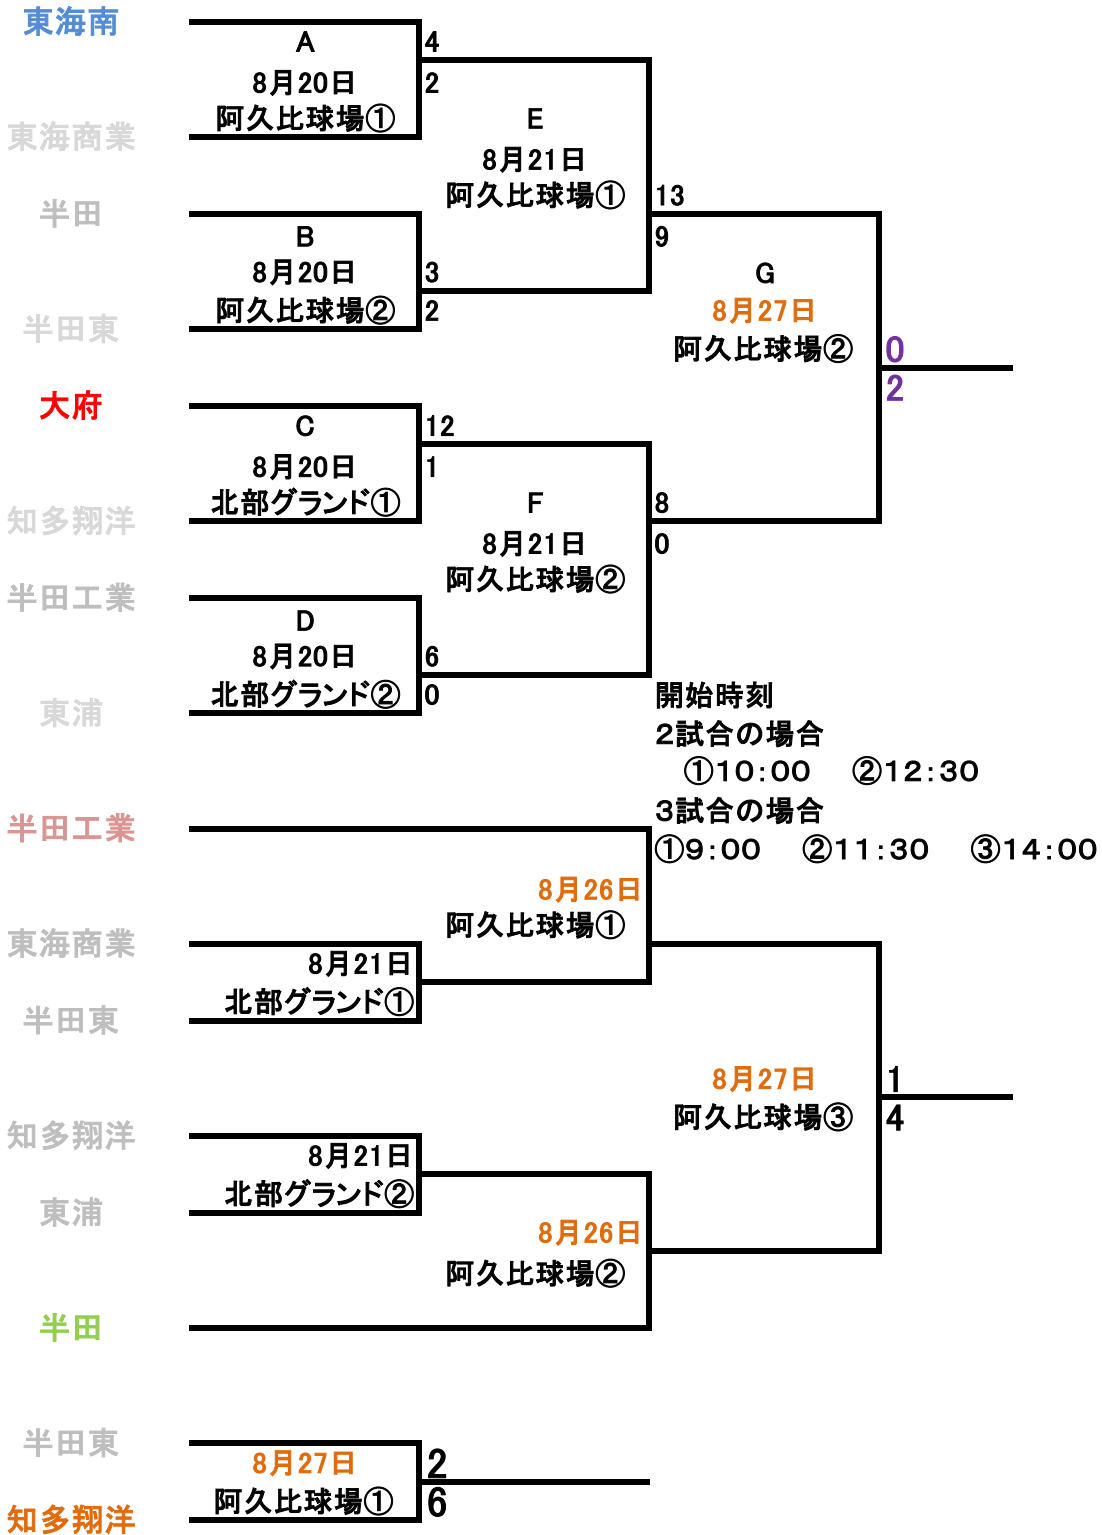 東海南
A
8月20日
阿久比球場①
4
2
東海商業
E
8月21日
阿久比球場①
13
9
半田
B
8月20日
阿久比球場②
3
2
半田東
G
8月27日
阿久比球場②
0
2
大府
C
8月20日
北部グランド①
12
1
知多翔洋
F
8月21日
阿久比球場②
8
0
半田工業
D
8月20日
北部グランド②
6
0
東浦
開始時刻
2試合の場合
①10:00 ②12:30
3試合の場合
①9:00 ②11:30 ③14:00
半田工業
8月26日
阿久比球場①
東海商業
8月21日
北部グランド①
半田東
8月27日
阿久比球場③
1
4
知多翔洋
8月21日
北部グランド②
東浦
8月26日
阿久比球場②
半田
半田東
8月27日
阿久比球場①
2
6
知多翔洋